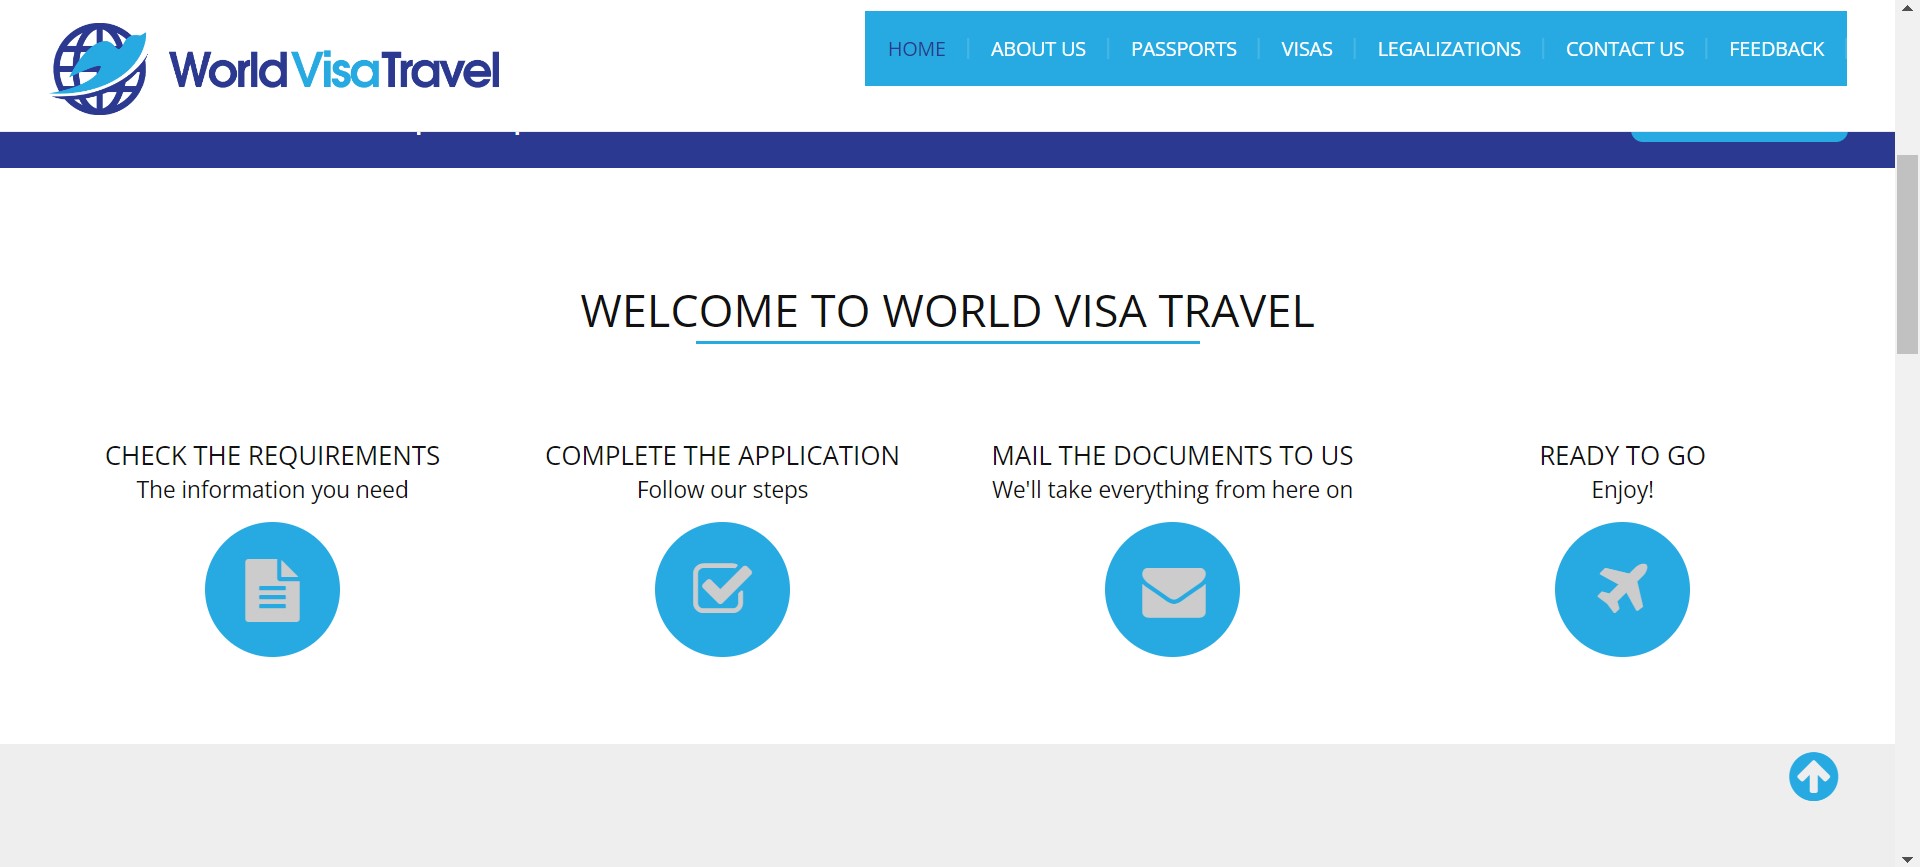 WorldVisaTravel
HOME
ABOUT US
PASSPORTS
VISAS
LEGALIZATIONS
CONTACT US
FEEDBACK
WELCOME TO WORLD VISA TRAVEL
CHECK THE REQUIREMENTS
The information you need
COMPLETE THE APPLICATION
Follow our steps
MAIL THE DOCUMENTS TO US
We'll take everything from here on
READY TO GO
Enjoy!